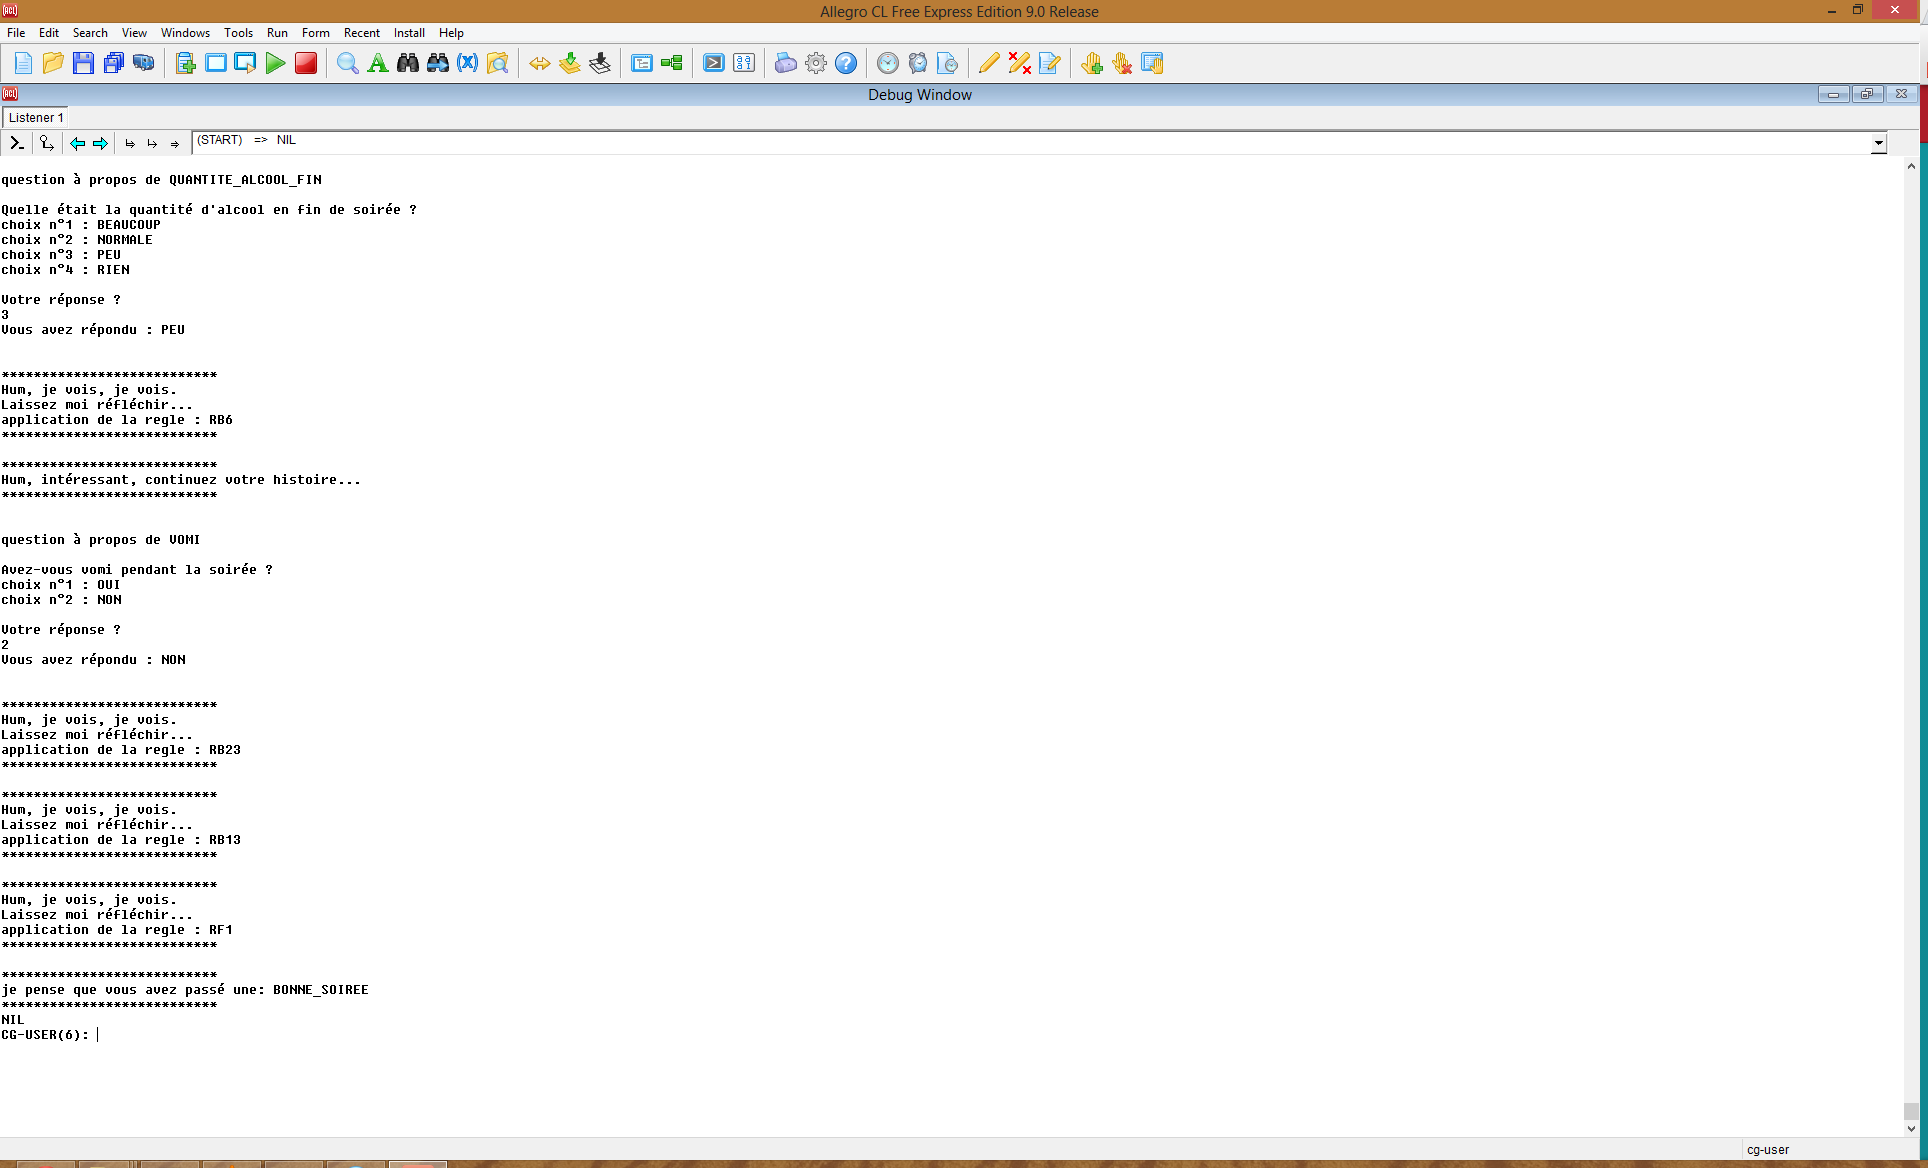 Allegro CL Free Express Edition 9.0 Release
File Edit Search View Windows Tools Run Form Recent Install Help
Debug Window
Listener 1
(START) => NIL
question à propos de QUANTITE_ALCOOL_FIN
Quelle était la quantité d'alcool en fin de soirée ?
choix n°1 : BEAUCOUP
choix n°2 : NORMALE
choix n°3 : PEU
choix n°4 : RIEN
Votre réponse ?
3
Vous avez répondu : PEU
***************************
Hum, je vois, je vois.
Laissez moi réfléchir...
application de la regle : RB6
***************************
***************************
Hum, intéressant, continuez votre histoire...
***************************
question à propos de VOMI
Avez-vous vomi pendant la soirée ?
choix n°1 : OUI
choix n°2 : NON
Votre réponse ?
2
Vous avez répondu : NON
***************************
Hum, je vois, je vois.
Laissez moi réfléchir...
application de la regle : RB23
***************************
***************************
Hum, je vois, je vois.
Laissez moi réfléchir...
application de la regle : RB13
***************************
***************************
Hum, je vois, je vois.
Laissez moi réfléchir...
application de la regle : RF1
***************************
***************************
je pense que vous avez passé une: BONNE_SOIREE
***************************
NIL
CG-USER(6):
cg-user